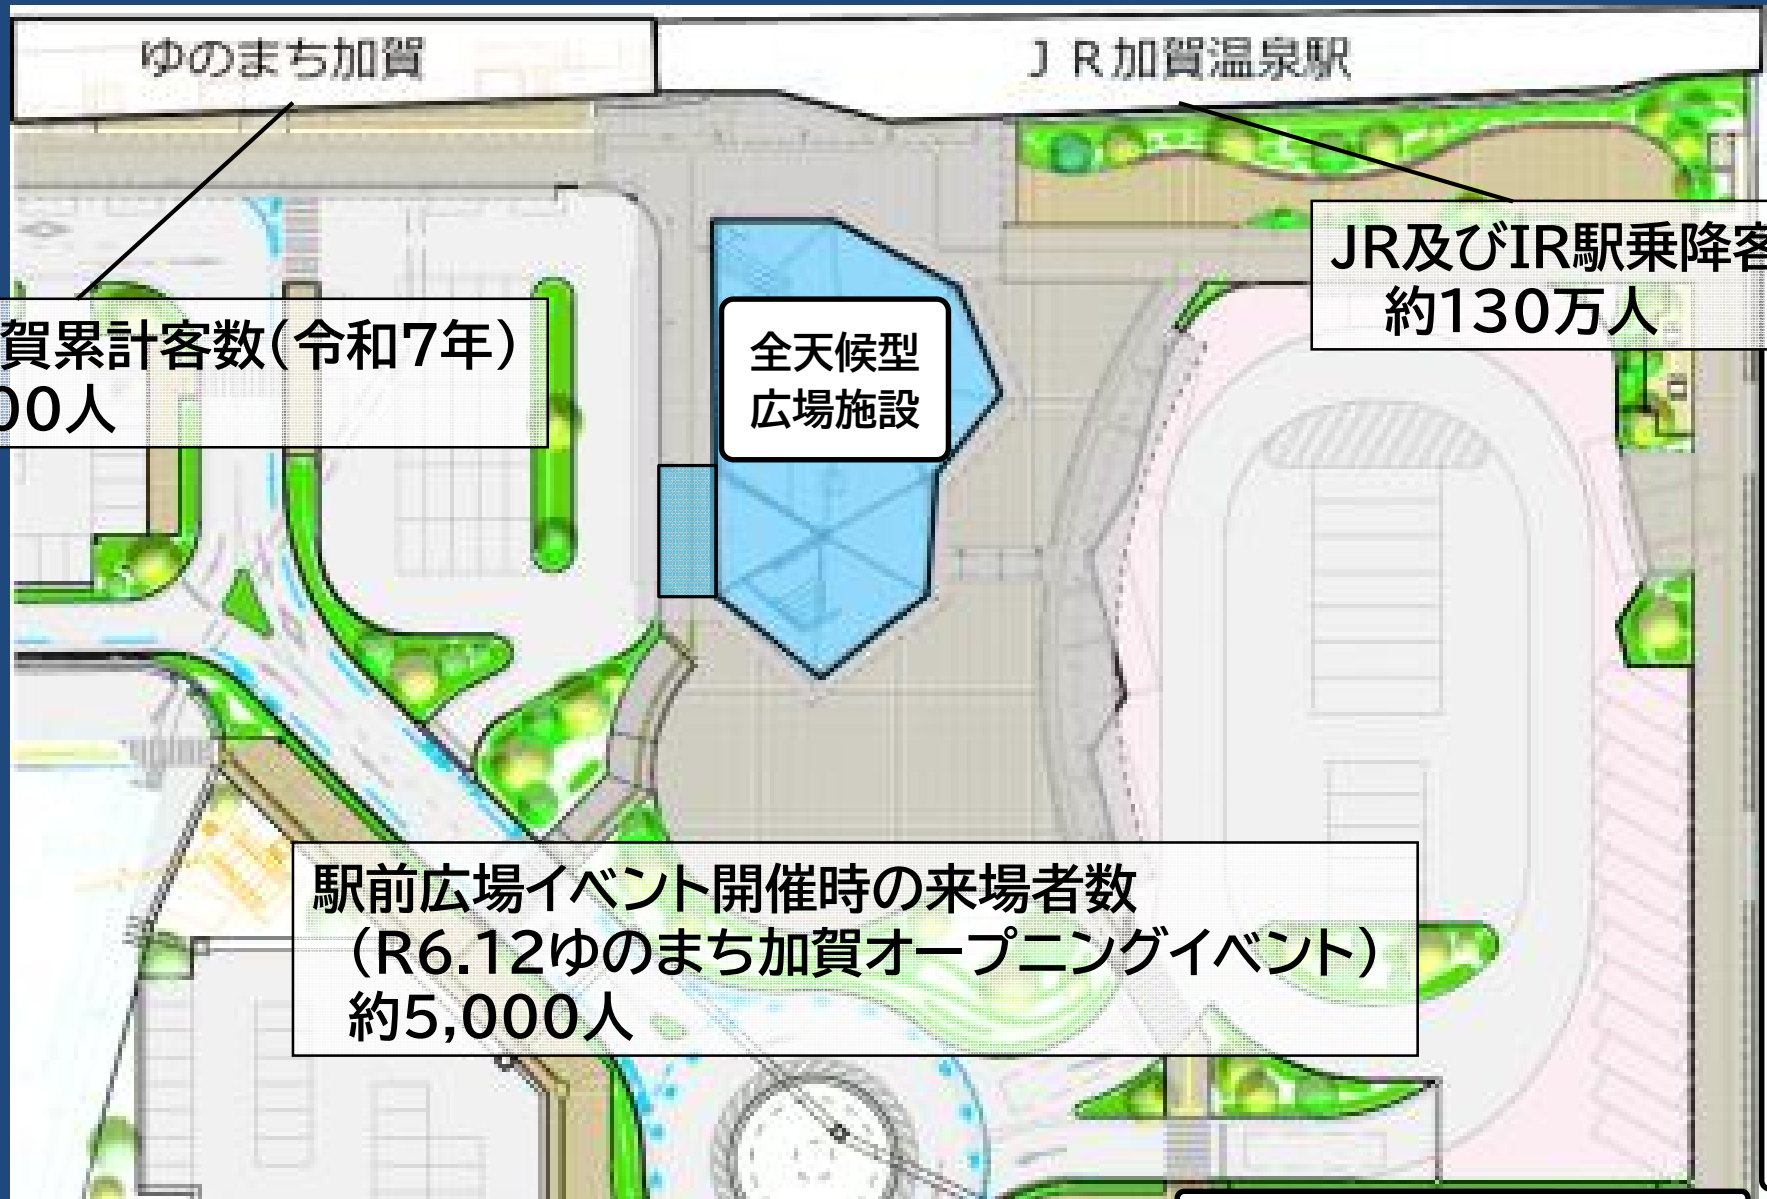 ゆのまち加賀
ＪＲ加賀温泉駅
JR及びIR駅乗降客
約130万人
賀累計客数(令和7年)
00人
全天候型
広場施設
駅前広場イベント開催時の来場者数
(R6.12ゆのまち加賀オープニングイベント)
約5,000人